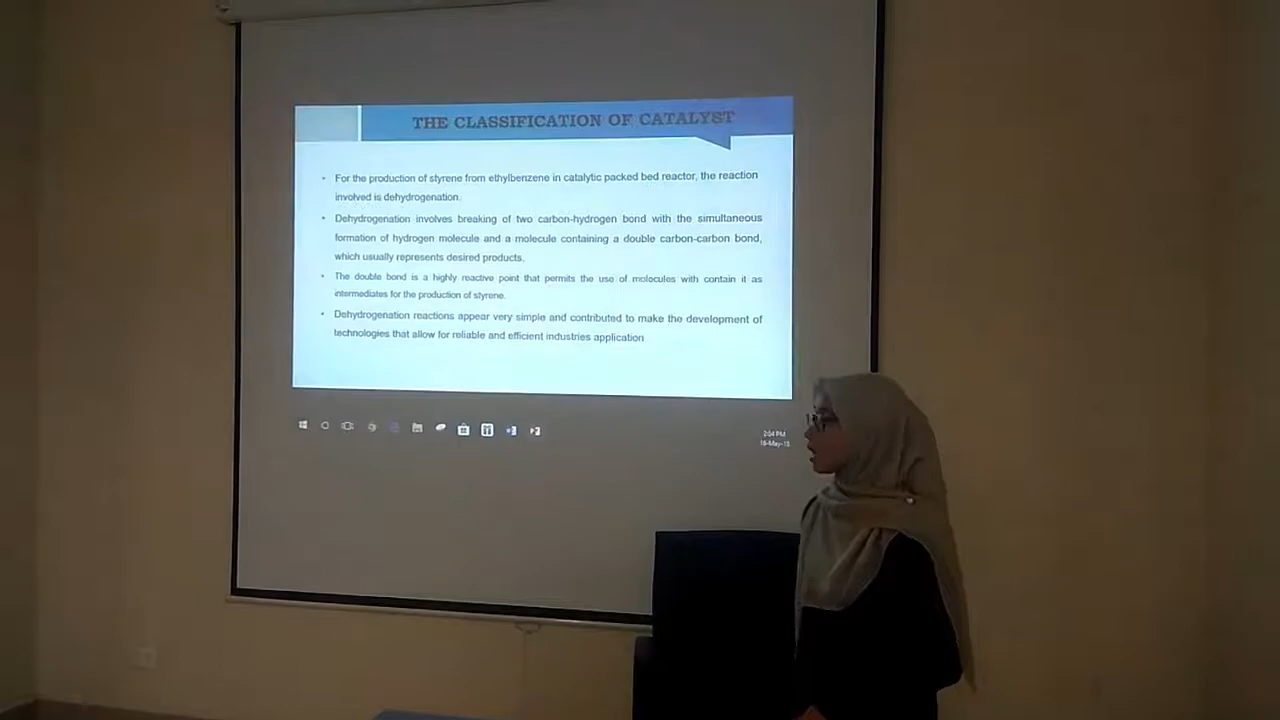 THE CLASSIFICATION OF CATALYST
• For the production of styrene from ethylbenzene in catalytic packed bed reactor, the reaction
involved is dehydrogenation.
• Dehydrogenation involves breaking of two carbon-hydrogen bond with the simultaneous
formation of hydrogen molecule and a molecule containing a double carbon-carbon bond,
which usually represents desired products.
• The double bond is a highly reactive point that permits the use of molecules with contain it as
intermediates for the production of styrene.
• Dehydrogenation reactions appear very simple and contributed to make the development of
technologies that allow for reliable and efficient industries application
2:04 PM